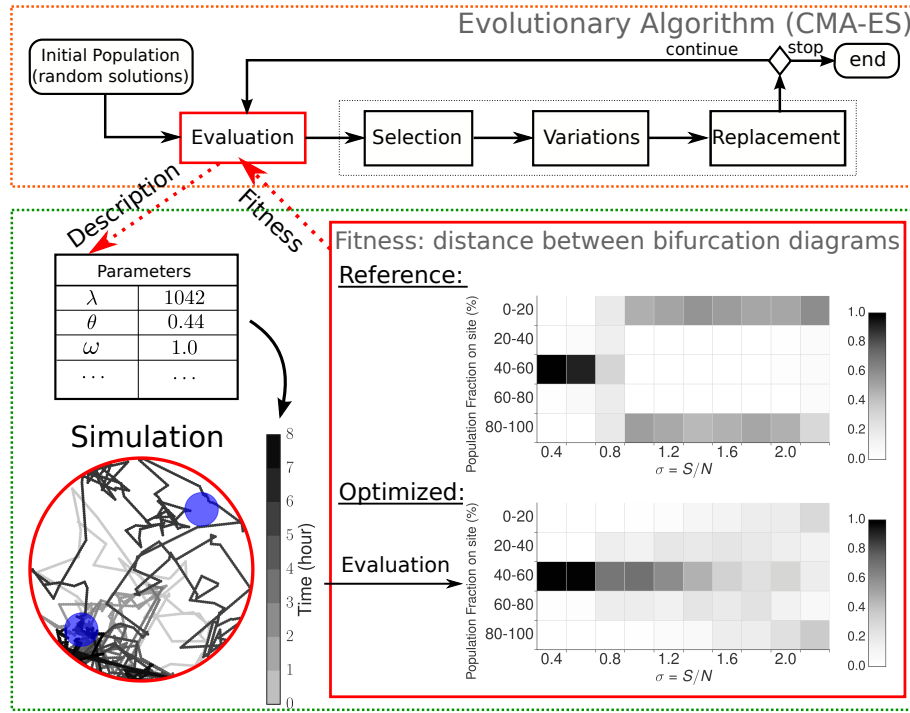 Evolutionary Algorithm (CMA-ES)
Initial Population
(random solutions)
continue
stop
end
Evaluation
Selection
Variations
Replacement
Description
Fitness
Parameters
λ 1042
θ 0.44
ω 1.0
... ...
Simulation
8
7
6
5
4
3
2
1
0
Time (hour)
Evaluation
Fitness: distance between bifurcation diagrams
Reference:
Population Fraction on site (%)
0-20
20-40
40-60
60-80
80-100
0.4 0.8 1.2 1.6 2.0
σ = S/N
1.0
0.8
0.6
0.4
0.2
0.0
Optimized:
Population Fraction on site (%)
0-20
20-40
40-60
60-80
80-100
0.4 0.8 1.2 1.6 2.0
σ = S/N
1.0
0.8
0.6
0.4
0.2
0.0